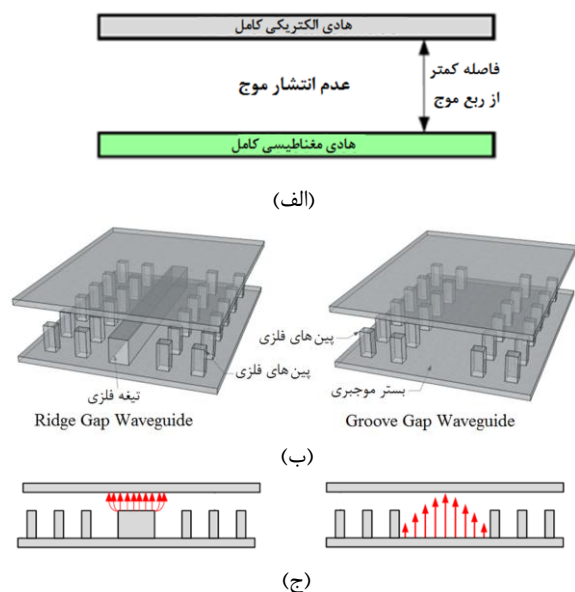 هادی الکتریکی کامل
فاصله کمتر
از ربع موج
عدم انتشار موج
هادی مغناطیسی کامل
(الف)
پین های فلزی
تیغه فلزی
پین های فلزی
بستر موجبری
Ridge Gap Waveguide
Groove Gap Waveguide
(ب)
(ج)